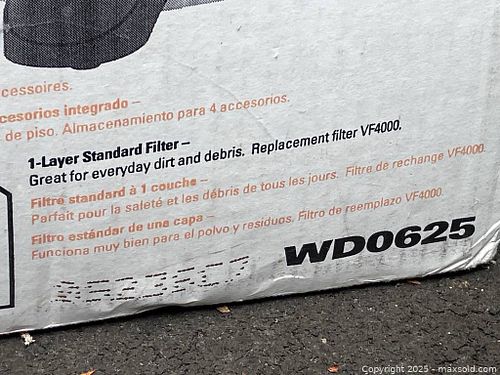 cessoires.
cesorios integrado –
de piso. Almacenamiento para 4 accesorios.
1-Layer Standard Filter –
Great for everyday dirt and debris. Replacement filter VF4000.
Filtre standard à 1 couche –
Parfait pour la saleté et les débris de tous les jours. Filtre de rechange VF4000.
Filtro estándar de una capa –
Funciona muy bien para el polvo y residuos. Filtro de reemplazo VF4000.
WD0625
Copyright © 2025 - maxsold.com